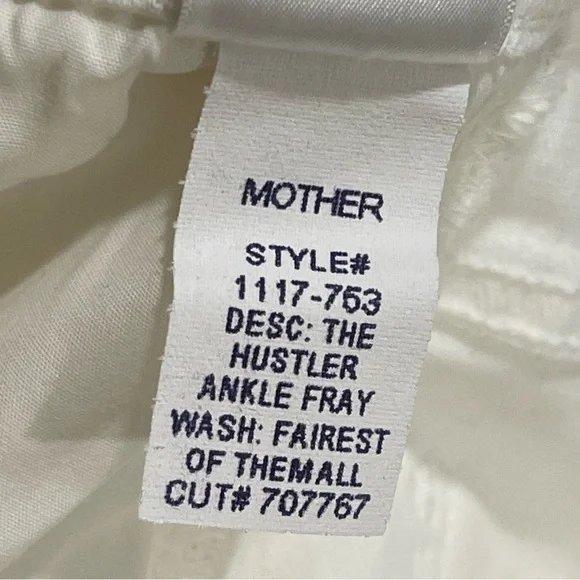 MOTHER
STYLE#
1117-753
DESC: THE
HUSTLER
ANKLE FRAY
WASH: FAIREST
OF THEMALL
CUT# 707767